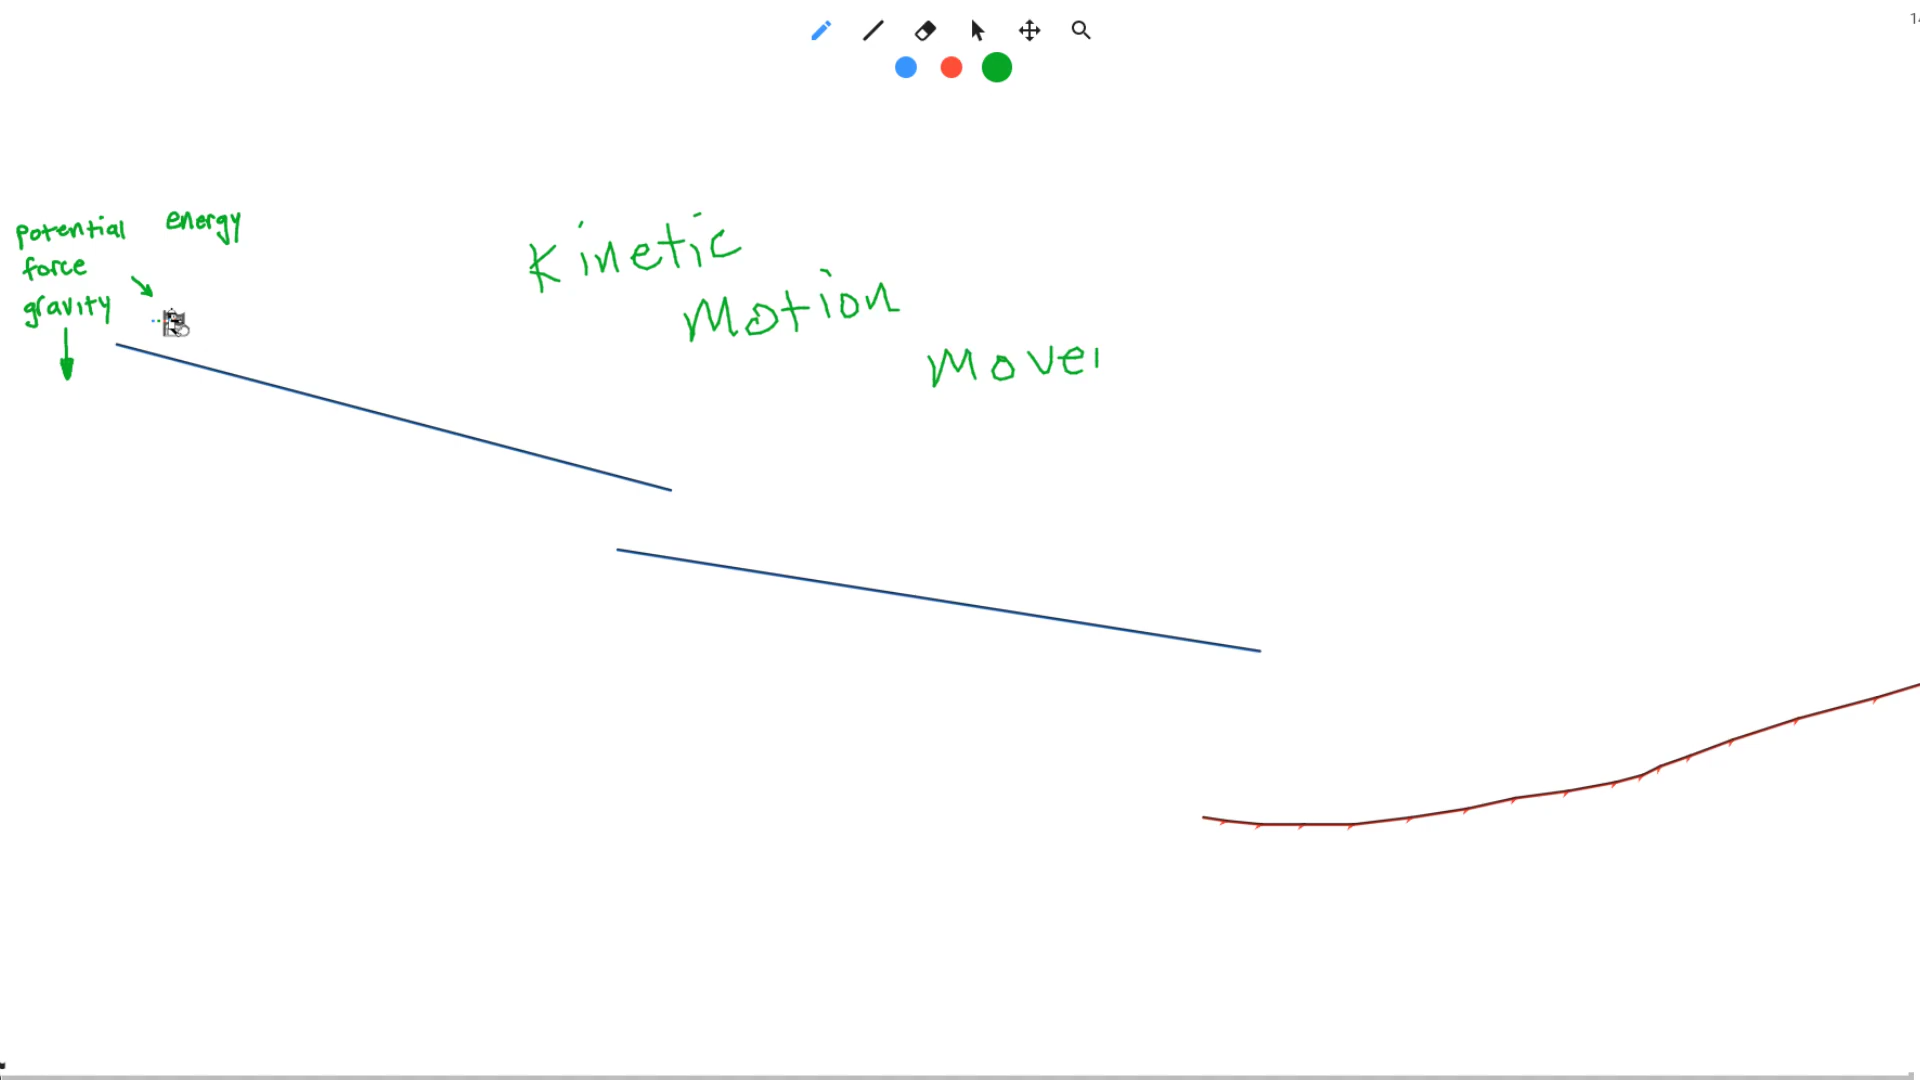 potential energy
force
gravity
Kinetic
Motion
Move